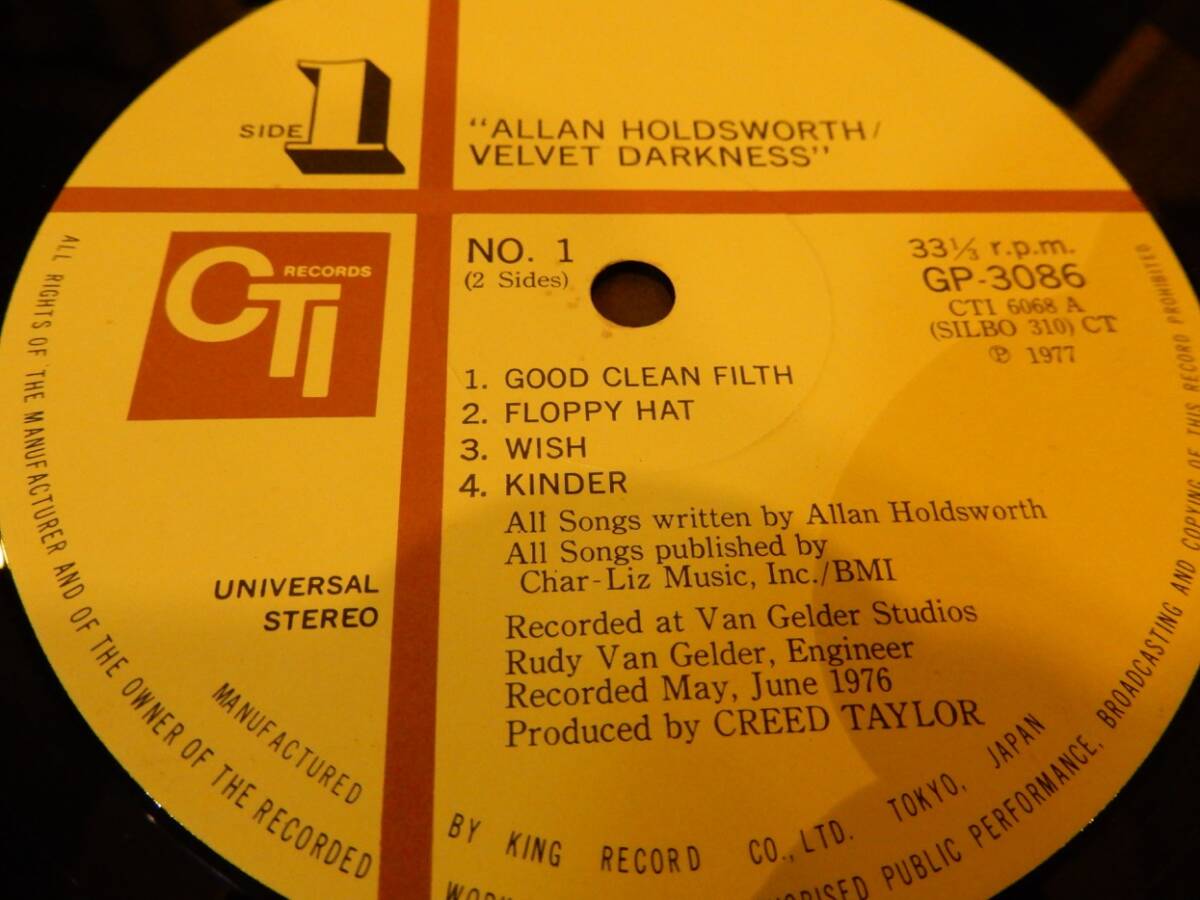 SIDE 1
"ALLAN HOLDSWORTH/
VELVET DARKNESS"
CTI RECORDS
NO. 1
(2 Sides)
33⅓ r.p.m.
GP-3086
CTI 6068 A
(SILBO 310) CT
℗ 1977
1. GOOD CLEAN FILTH
2. FLOPPY HAT
3. WISH
4. KINDER
All Songs written by Allan Holdsworth
All Songs published by
Char-Liz Music, Inc./BMI
UNIVERSAL
STEREO
Recorded at Van Gelder Studios
Rudy Van Gelder, Engineer
Recorded May, June 1976
Produced by CREED TAYLOR
MANUFACTURED BY KING RECORD CO., LTD. TOKYO, JAPAN
ALL RIGHTS OF THE MANUFACTURER AND OF THE OWNER OF THE RECORDED PUBLIC PERFORMANCE, BROADCASTING AND COPYING OF THIS RECORD PROHIBITED